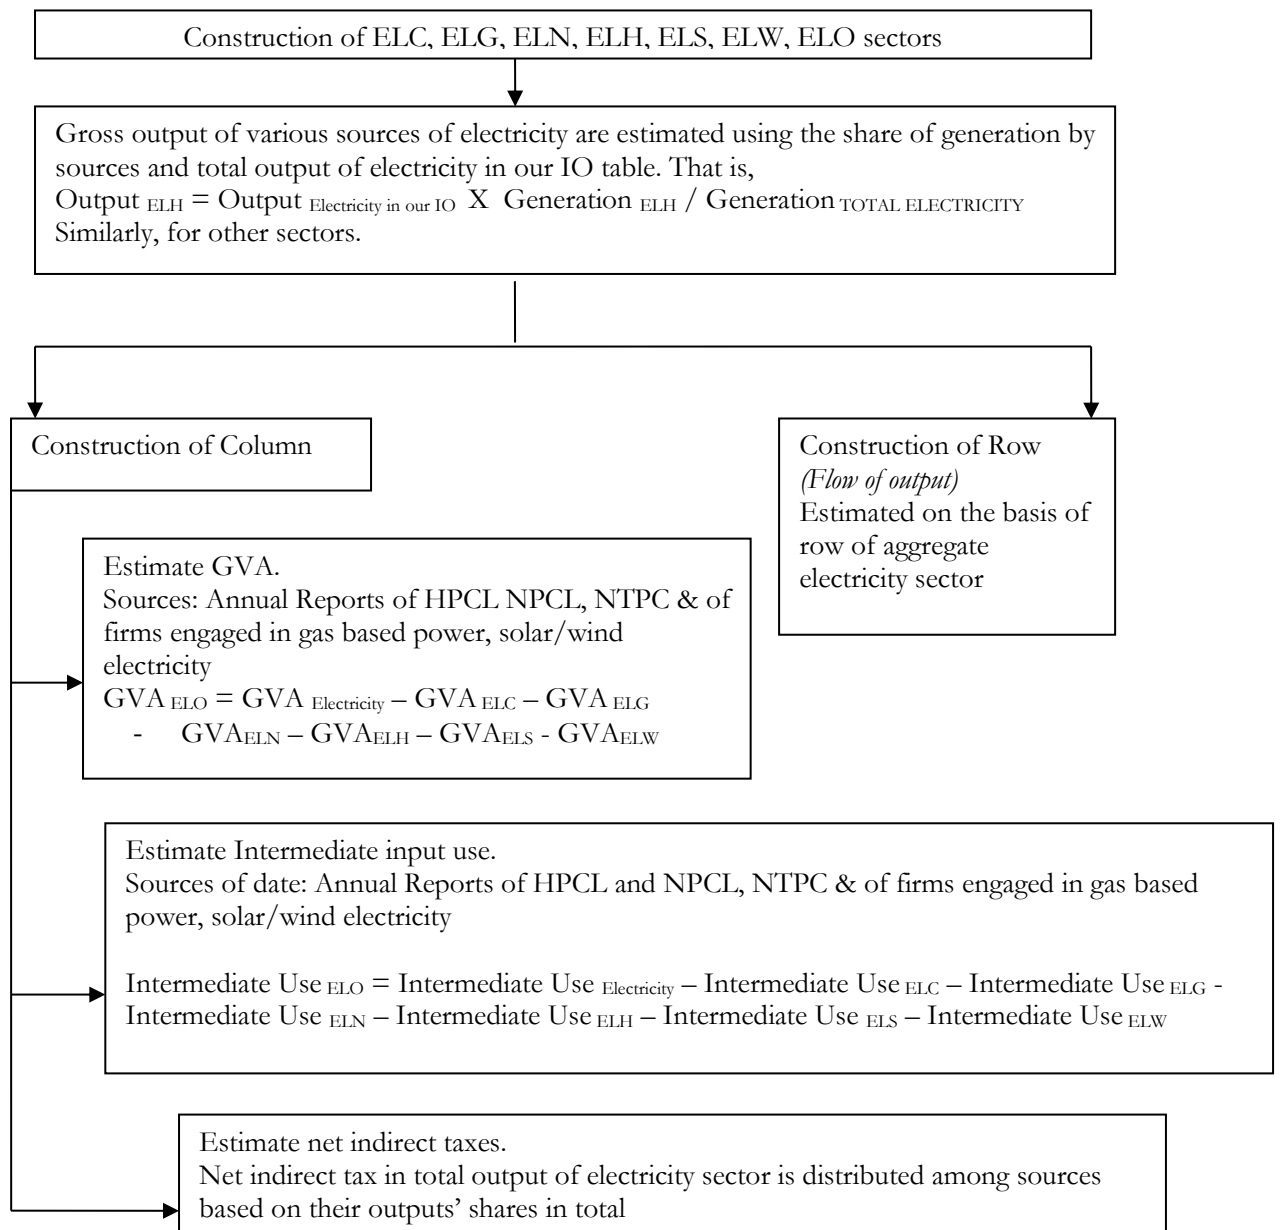 Construction of ELC, ELG, ELN, ELH, ELS, ELW, ELO sectors
Gross output of various sources of electricity are estimated using the share of generation by
sources and total output of electricity in our IO table. That is,
Output ELH = Output Electricity in our IO X Generation ELH / Generation TOTAL ELECTRICITY
Similarly, for other sectors.
Construction of Column
Construction of Row
(Flow of output)
Estimated on the basis of
row of aggregate
electricity sector
Estimate GVA.
Sources: Annual Reports of HPCL NPCL, NTPC & of
firms engaged in gas based power, solar/wind
electricity
GVA ELO = GVA Electricity – GVA ELC – GVA ELG
- GVAELN – GVAELH – GVAELS - GVAELW
Estimate Intermediate input use.
Sources of date: Annual Reports of HPCL and NPCL, NTPC & of firms engaged in gas based
power, solar/wind electricity
Intermediate Use ELO = Intermediate Use Electricity – Intermediate Use ELC – Intermediate Use ELG -
Intermediate Use ELN – Intermediate Use ELH – Intermediate Use ELS – Intermediate Use ELW
Estimate net indirect taxes.
Net indirect tax in total output of electricity sector is distributed among sources
based on their outputs’ shares in total